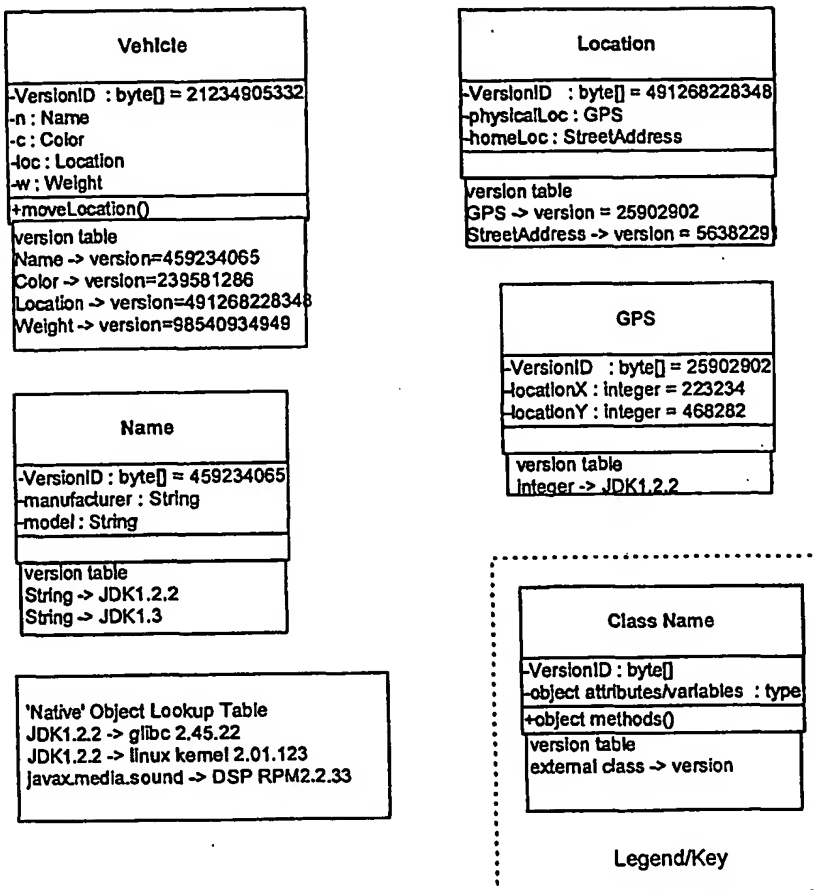 Vehicle
-VersionID : byte[] = 21234905332
-n : Name
-c : Color
-loc : Location
-w : Weight
+moveLocation()
version table
Name -> version=459234065
Color -> version=239581286
Location -> version=491268228348
Weight -> version=98540934949
Location
-VersionID : byte[] = 491268228348
-physicalLoc : GPS
-homeLoc : StreetAddress
version table
GPS -> version = 25902902
StreetAddress -> version = 5638229
GPS
-VersionID : byte[] = 25902902
-locationX : integer = 223234
-locationY : integer = 468282
version table
integer -> JDK1.2.2
Name
-VersionID : byte[] = 459234065
-manufacturer : String
-model : String
version table
String -> JDK1.2.2
String -> JDK1.3
'Native' Object Lookup Table
JDK1.2.2 -> glibc 2.45.22
JDK1.2.2 -> linux kernel 2.01.123
javax.media.sound -> DSP RPM2.2.33
Class Name
-VersionID : byte[]
-object attributes/variables : type
+object methods()
version table
external class -> version
Legend/Key